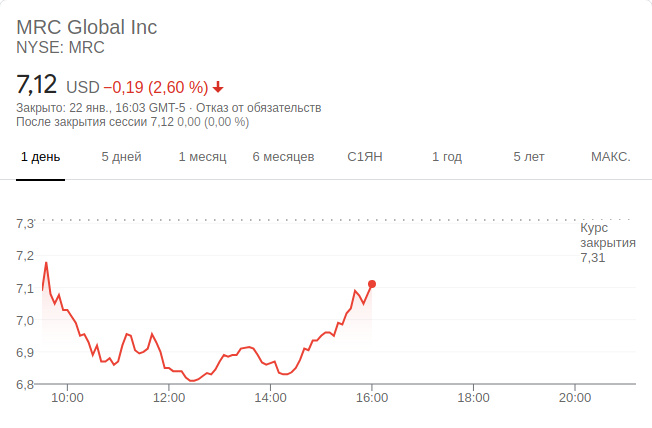 MRC Global Inc
NYSE: MRC
7,12 USD −0,19 (2,60 %)
Закрыто: 22 янв., 16:03 GMT-5 · Отказ от обязательств
После закрытия сессии 7,12 0,00 (0,00 %)
1 день 5 дней 1 месяц 6 месяцев С1ЯН 1 год 5 лет МАКС.
7,3
Курс
закрытия
7,31
7,2
7,1
7,0
6,9
6,8
10:00 12:00 14:00 16:00 18:00 20:00